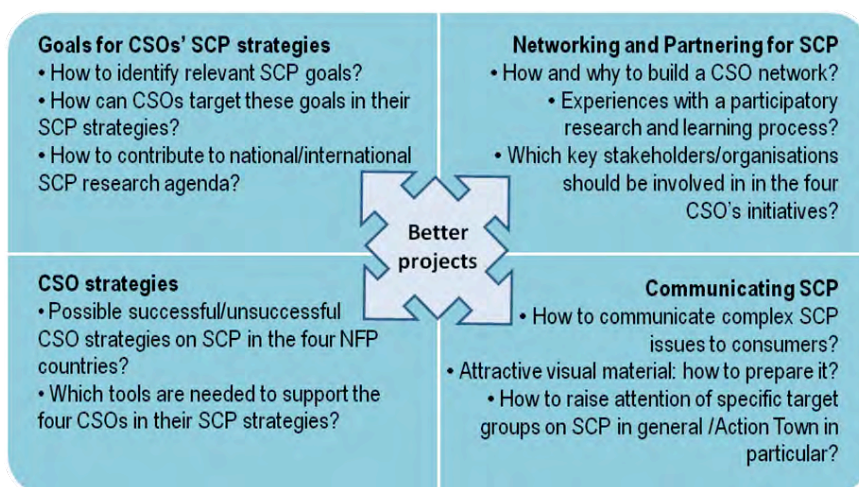 Goals for CSOs' SCP strategies
• How to identify relevant SCP goals?
• How can CSOs target these goals in their
SCP strategies?
• How to contribute to national/international
SCP research agenda?
Networking and Partnering for SCP
• How and why to build a CSO network?
• Experiences with a participatory
research and learning process?
• Which key stakeholders/organisations
should be involved in in the four
CSO's initiatives?
Better
projects
CSO strategies
• Possible successful/unsuccessful
CSO strategies on SCP in the four NFP
countries?
• Which tools are needed to support the
four CSOs in their SCP strategies?
Communicating SCP
• How to communicate complex SCP
issues to consumers?
• Attractive visual material: how to prepare it?
• How to raise attention of specific target
groups on SCP in general /Action Town in
particular?